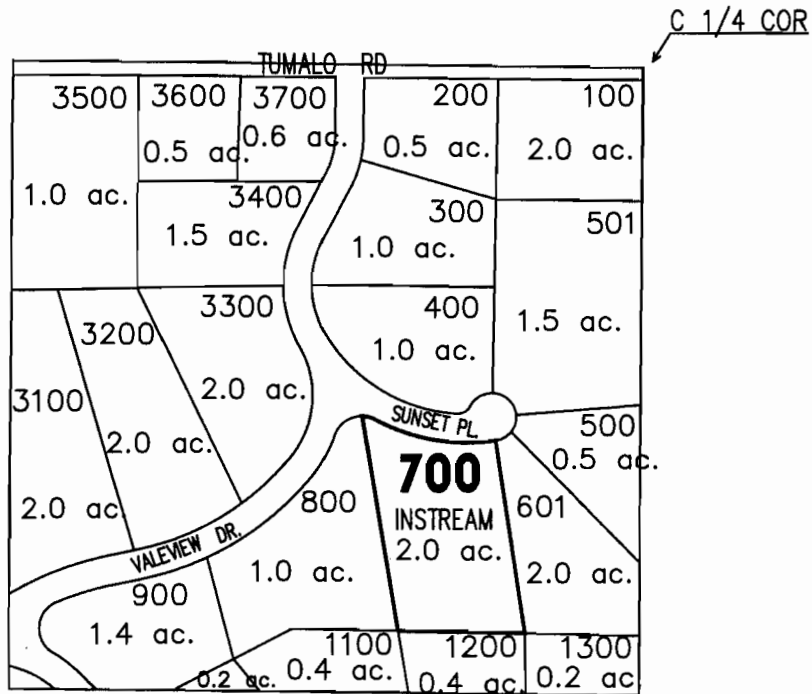 C 1/4 COR
TUMALO RD
3500
1.0 ac.
3600
0.5 ac.
3700
0.6 ac.
200
0.5 ac.
100
2.0 ac.
3400
1.5 ac.
300
1.0 ac.
501
1.5 ac.
3300
2.0 ac.
400
1.0 ac.
3200
2.0 ac.
3100
2.0 ac.
SUNSET PL.
500
0.5 ac.
700
INSTREAM
2.0 ac.
800
1.0 ac.
601
2.0 ac.
VALEVIEW DR.
900
1.4 ac.
0.2 ac.
1100
0.4 ac.
1200
0.4 ac.
1300
0.2 ac.